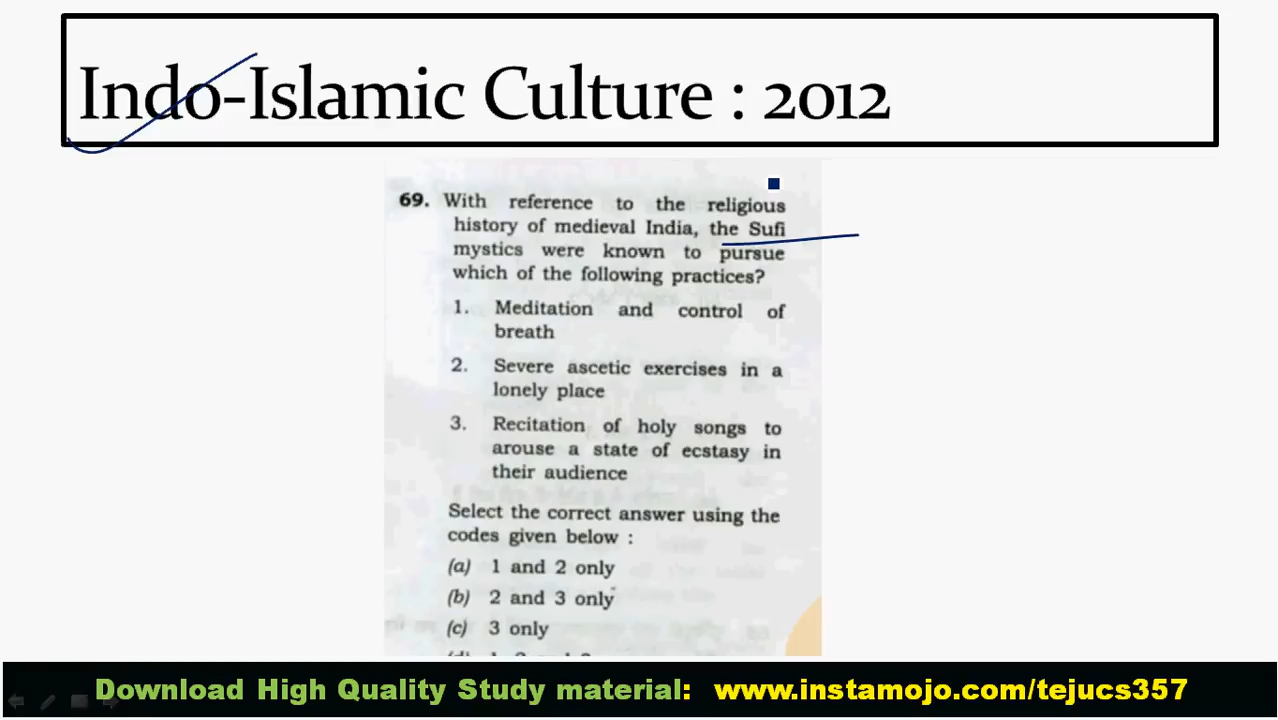 Indo-Islamic Culture : 2012
69. With reference to the religious
history of medieval India, the Sufi
mystics were known to pursue
which of the following practices?
1. Meditation and control of
breath
2. Severe ascetic exercises in a
lonely place
3. Recitation of holy songs to
arouse a state of ecstasy in
their audience
Select the correct answer using the
codes given below :
(a) 1 and 2 only
(b) 2 and 3 only
(c) 3 only
Download High Quality Study material: www.instamojo.com/tejucs357